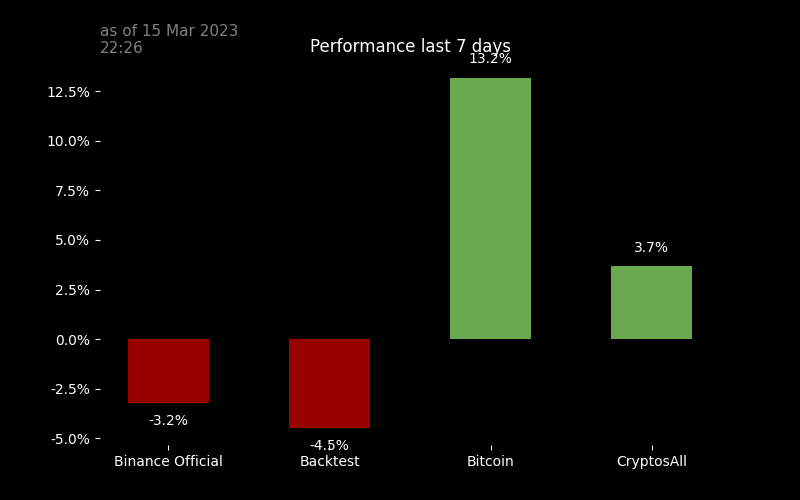 as of 15 Mar 2023
22:26
Performance last 7 days
13.2%
12.5%
10.0%
7.5%
5.0%
3.7%
2.5%
0.0%
-2.5%
-3.2%
-5.0%
-4.5%
Binance Official
Backtest
Bitcoin
CryptosAll